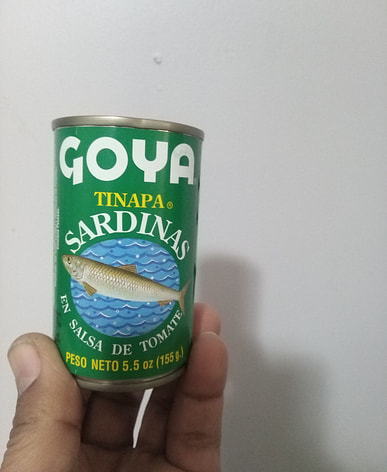 GOYA
TINAPA®
SARDINAS
EN SALSA DE TOMATE
PESO NETO 5.5 oz (155 g.)